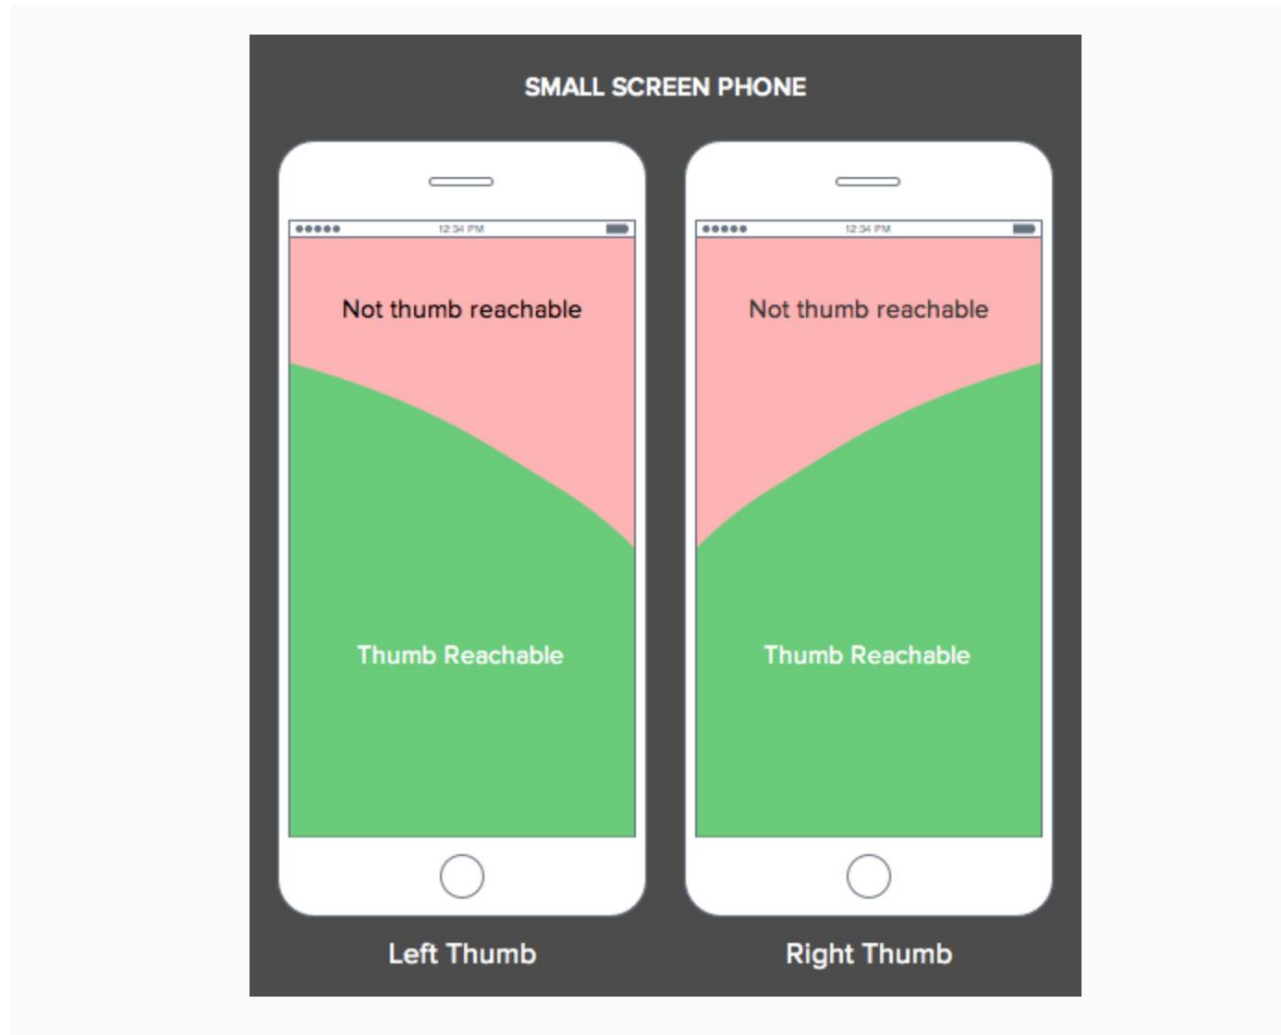 SMALL SCREEN PHONE
12:34 PM
12:34 PM
Not thumb reachable
Not thumb reachable
Thumb Reachable
Thumb Reachable
Left Thumb
Right Thumb